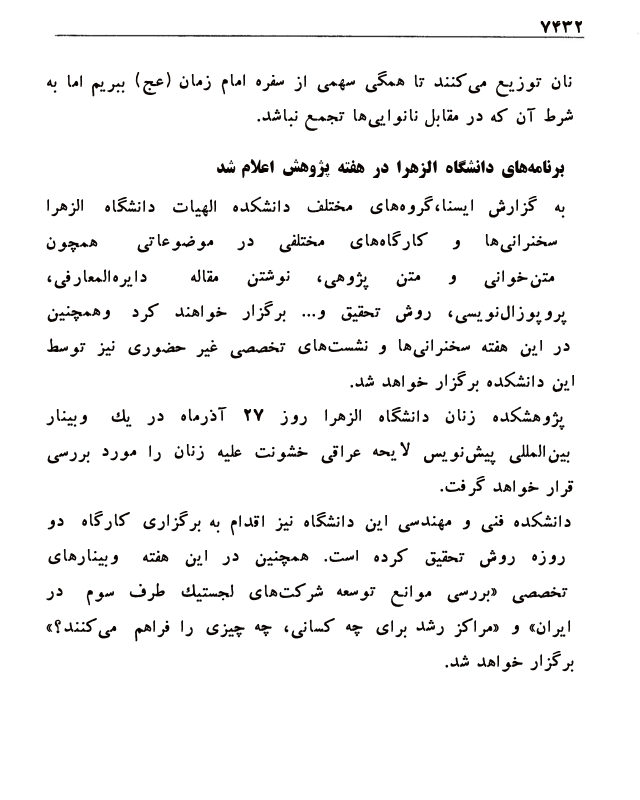 ۷۴۳۲
نان توزیع می‌کنند تا همگی سهمی از سفره امام زمان (عج) ببریم اما به
شرط آن که در مقابل نانوایی‌ها تجمع نباشد.
برنامه‌های دانشگاه الزهرا در هفته پژوهش اعلام شد
به گزارش ایسنا،گروه‌های مختلف دانشکده الهیات دانشگاه الزهرا
سخنرانی‌ها و کارگاه‌های مختلفی در موضوعاتی همچون
متن‌خوانی و متن پژوهی، نوشتن مقاله دایره‌المعارفی،
پروپوزال‌نویسی، روش تحقیق و... برگزار خواهند کرد وهمچنین
در این هفته سخنرانی‌ها و نشست‌های تخصصی غیر حضوری نیز توسط
این دانشکده برگزار خواهد شد.
پژوهشکده زنان دانشگاه الزهرا روز ۲۷ آذرماه در یك وبینار
بین‌المللی پیش‌نویس لایحه عراقی خشونت علیه زنان را مورد بررسی
قرار خواهد گرفت.
دانشکده فنی و مهندسی این دانشگاه نیز اقدام به برگزاری کارگاه دو
روزه روش تحقیق کرده است. همچنین در این هفته وبینارهای
تخصصی «بررسی موانع توسعه شرکت‌های لجستیك طرف سوم در
ایران» و «مراکز رشد برای چه کسانی، چه چیزی را فراهم می‌کنند؟»
برگزار خواهد شد.